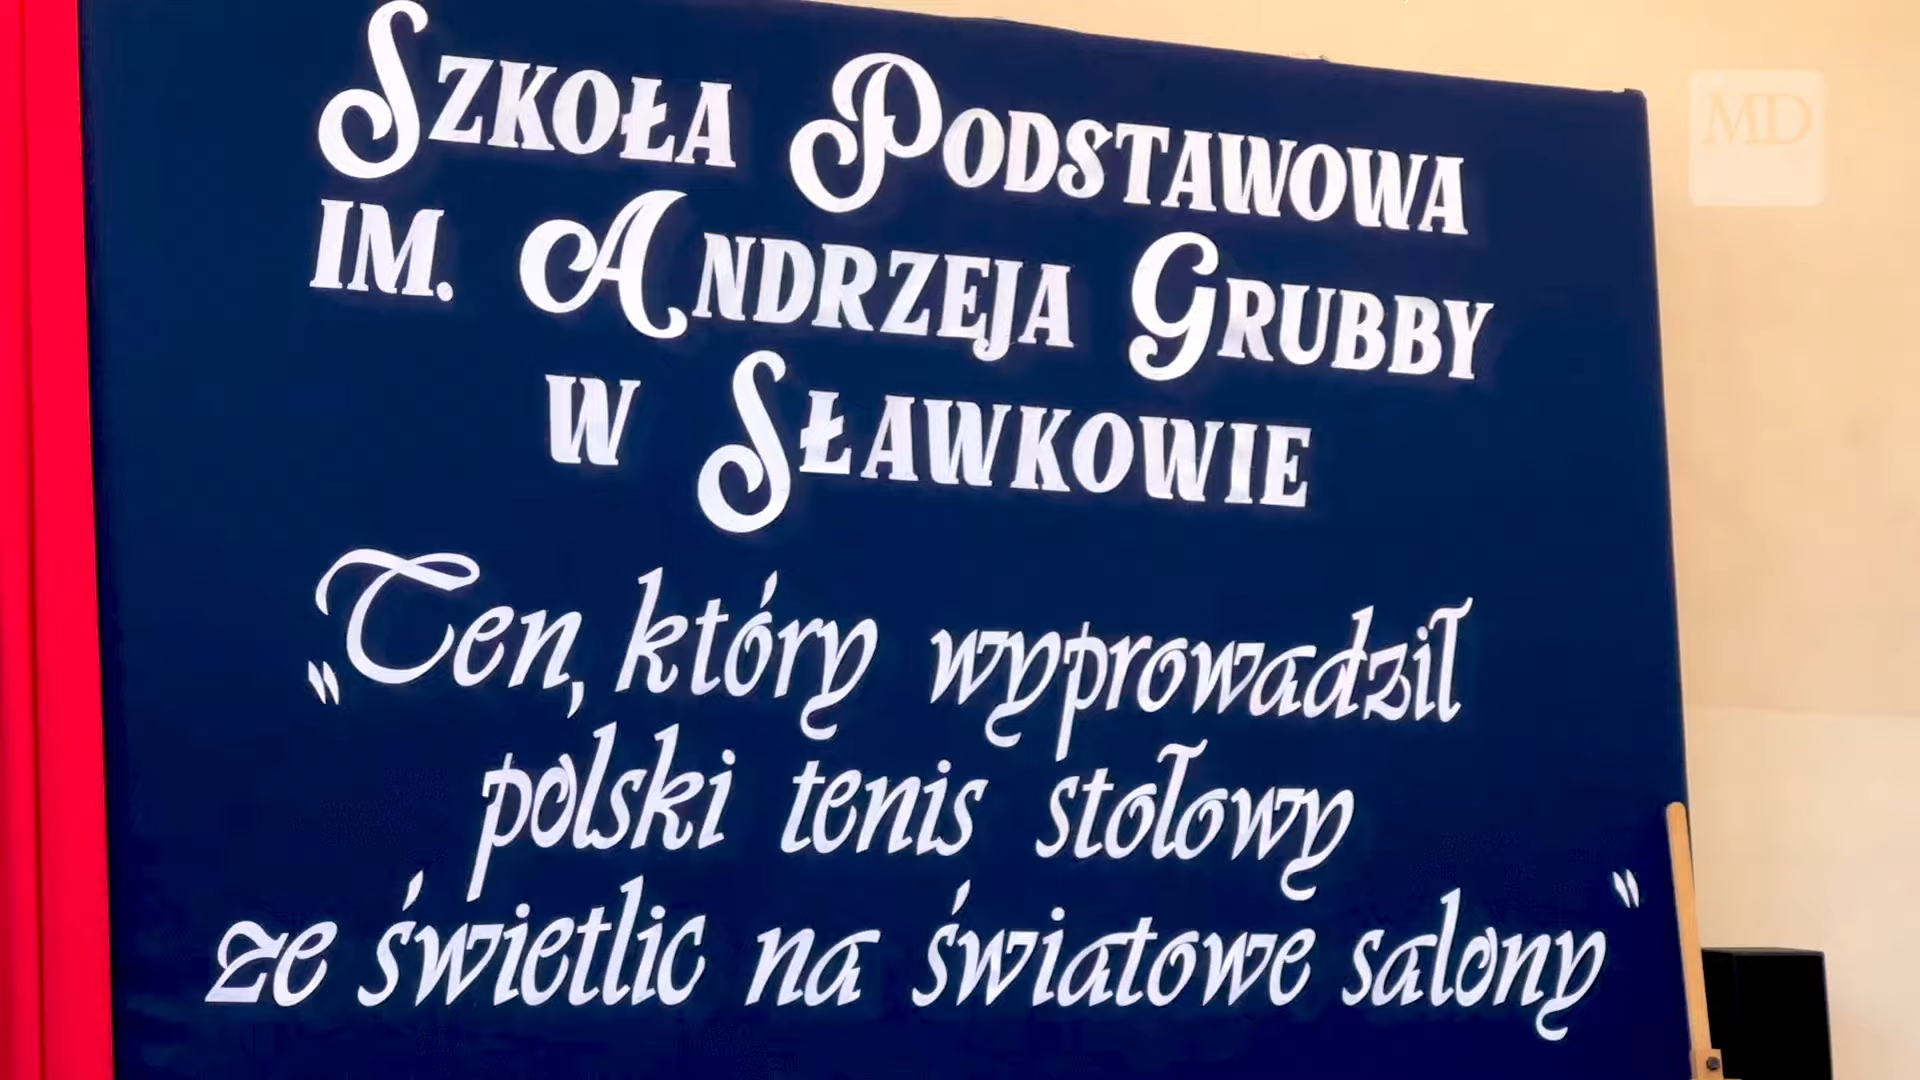 MD
SZKOŁA PODSTAWOWA
IM. ANDRZEJA GRUBBY
W SŁAWKOWIE
„Ten, który wyprowadził
polski tenis stołowy
ze świetlic na światowe salony”